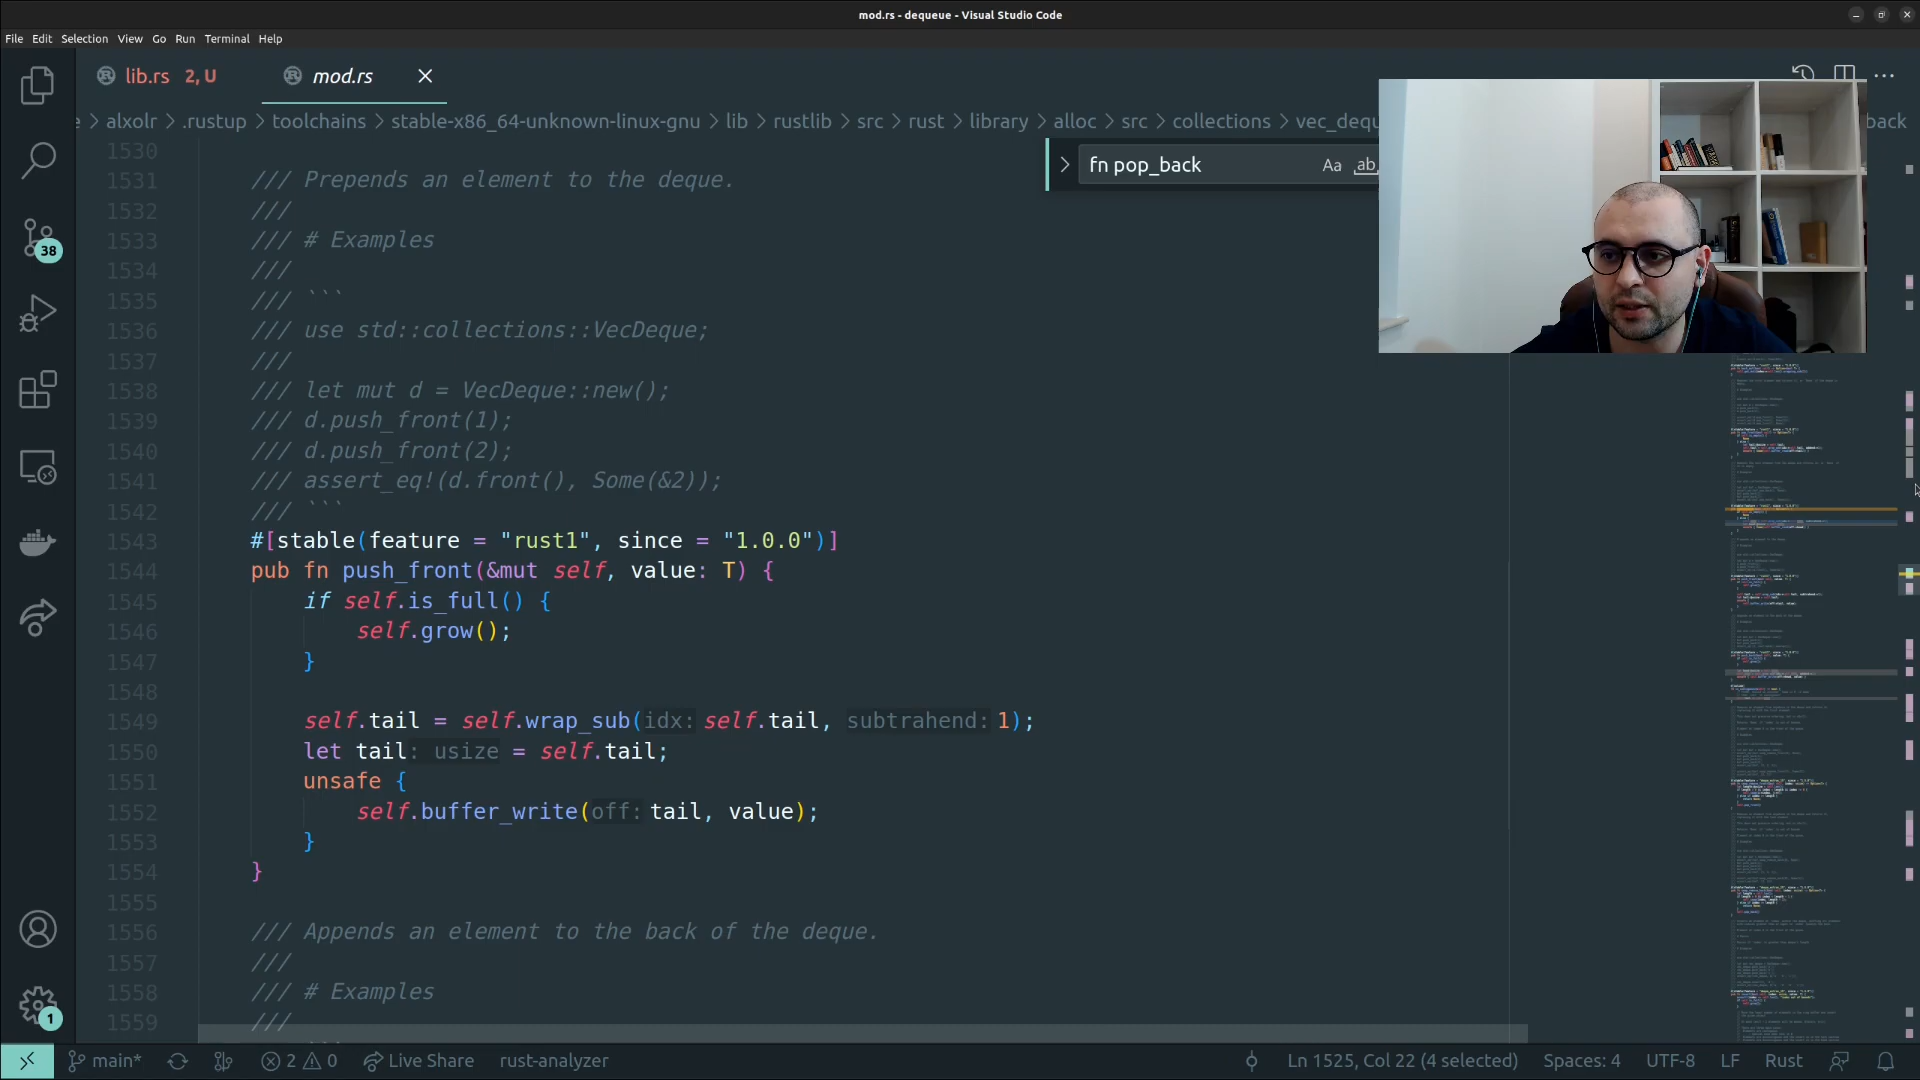 mod.rs - dequeue - Visual Studio Code
File Edit Selection View Go Run Terminal Help
lib.rs 2, U mod.rs
e > alxolr > .rustup > toolchains > stable-x86_64-unknown-linux-gnu > lib > rustlib > src > rust > library > alloc > src > collections > vec_dequ back
fn pop_back Aa ab
1530
1531 /// Prepends an element to the deque.
1532 ///
1533 /// # Examples
1534 ///
1535 /// ```
1536 /// use std::collections::VecDeque;
1537 ///
1538 /// let mut d = VecDeque::new();
1539 /// d.push_front(1);
1540 /// d.push_front(2);
1541 /// assert_eq!(d.front(), Some(&2));
1542 /// ```
1543 #[stable(feature = "rust1", since = "1.0.0")]
1544 pub fn push_front(&mut self, value: T) {
1545 if self.is_full() {
1546 self.grow();
1547 }
1548
1549 self.tail = self.wrap_sub(idx: self.tail, subtrahend: 1);
1550 let tail: usize = self.tail;
1551 unsafe {
1552 self.buffer_write(off: tail, value);
1553 }
1554 }
1555
1556 /// Appends an element to the back of the deque.
1557 ///
1558 /// # Examples
1559 ///
38
1
main* 2 0 Live Share rust-analyzer Ln 1525, Col 22 (4 selected) Spaces: 4 UTF-8 LF Rust